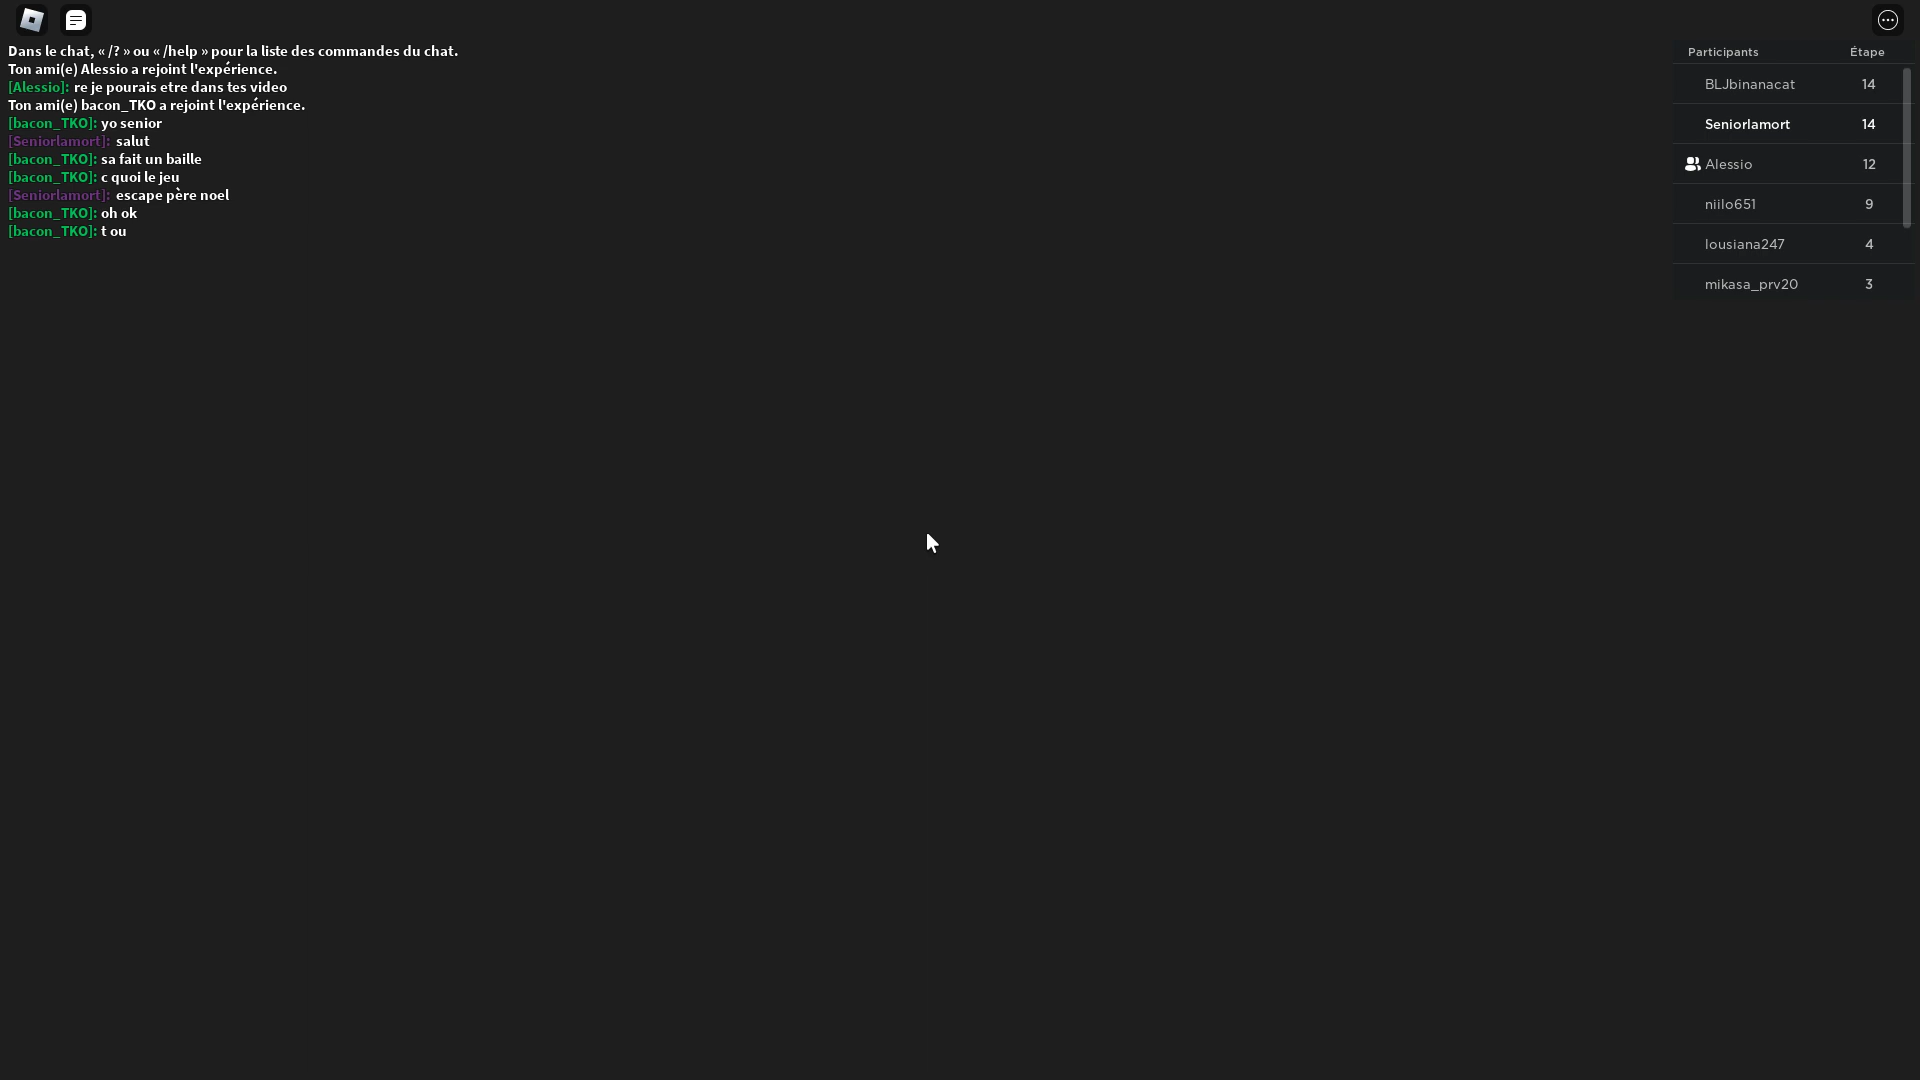 Dans le chat, « /? » ou « /help » pour la liste des commandes du chat.
Ton ami(e) Alessio a rejoint l'expérience.
[Alessio]: re je pourais etre dans tes video
Ton ami(e) bacon_TKO a rejoint l'expérience.
[bacon_TKO]: yo senior
[Seniorlamort]: salut
[bacon_TKO]: sa fait un baille
[bacon_TKO]: c quoi le jeu
[Seniorlamort]: escape père noel
[bacon_TKO]: oh ok
[bacon_TKO]: t ou
Participants Étape
BLJbinanacat 14
Seniorlamort 14
Alessio 12
niilo651 9
lousiana247 4
mikasa_prv20 3